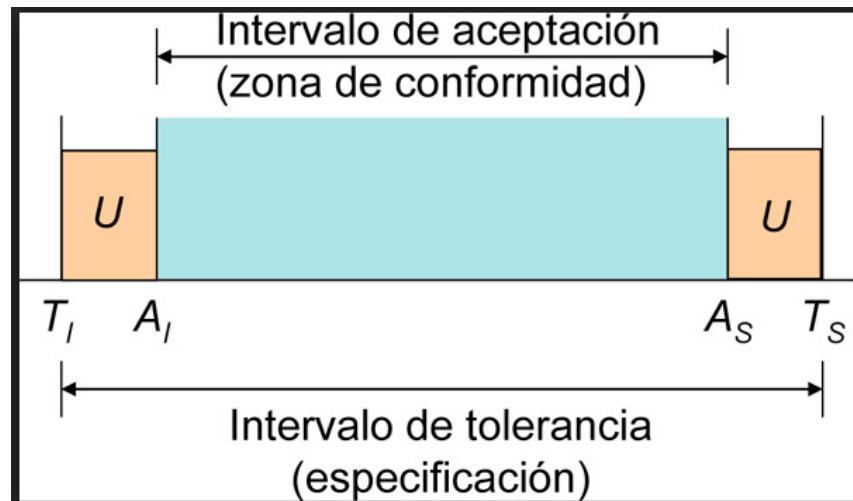 Intervalo de aceptación
(zona de conformidad)
U
U
T_I A_I A_S T_S
Intervalo de tolerancia
(especificación)